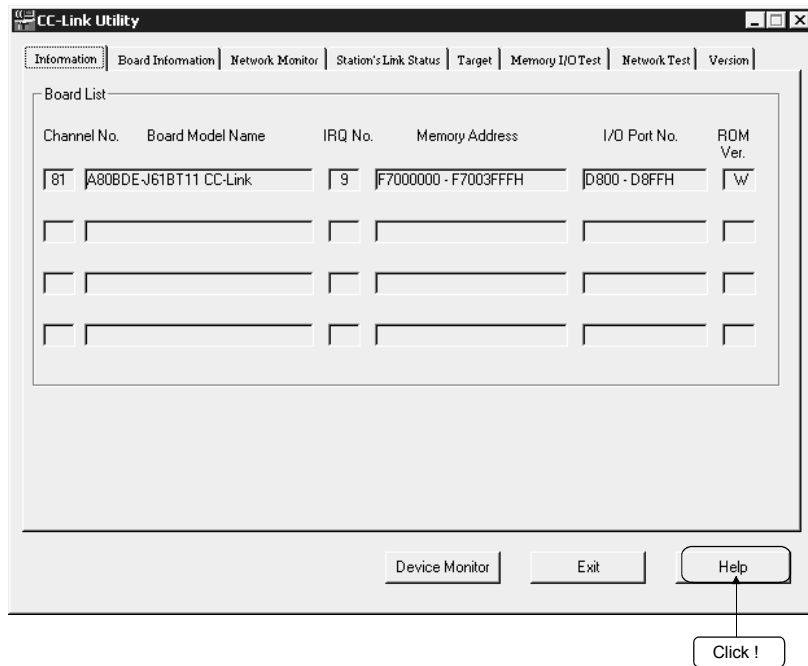 CC-Link Utility
Information Board Information Network Monitor Station's Link Status Target Memory I/O Test Network Test Version
Board List
Channel No. Board Model Name IRQ No. Memory Address I/O Port No. ROM Ver.
81 A80BDE-J61BT11 CC-Link 9 F7000000 - F7003FFFH D800 - D8FFH W
Device Monitor Exit Help
Click !